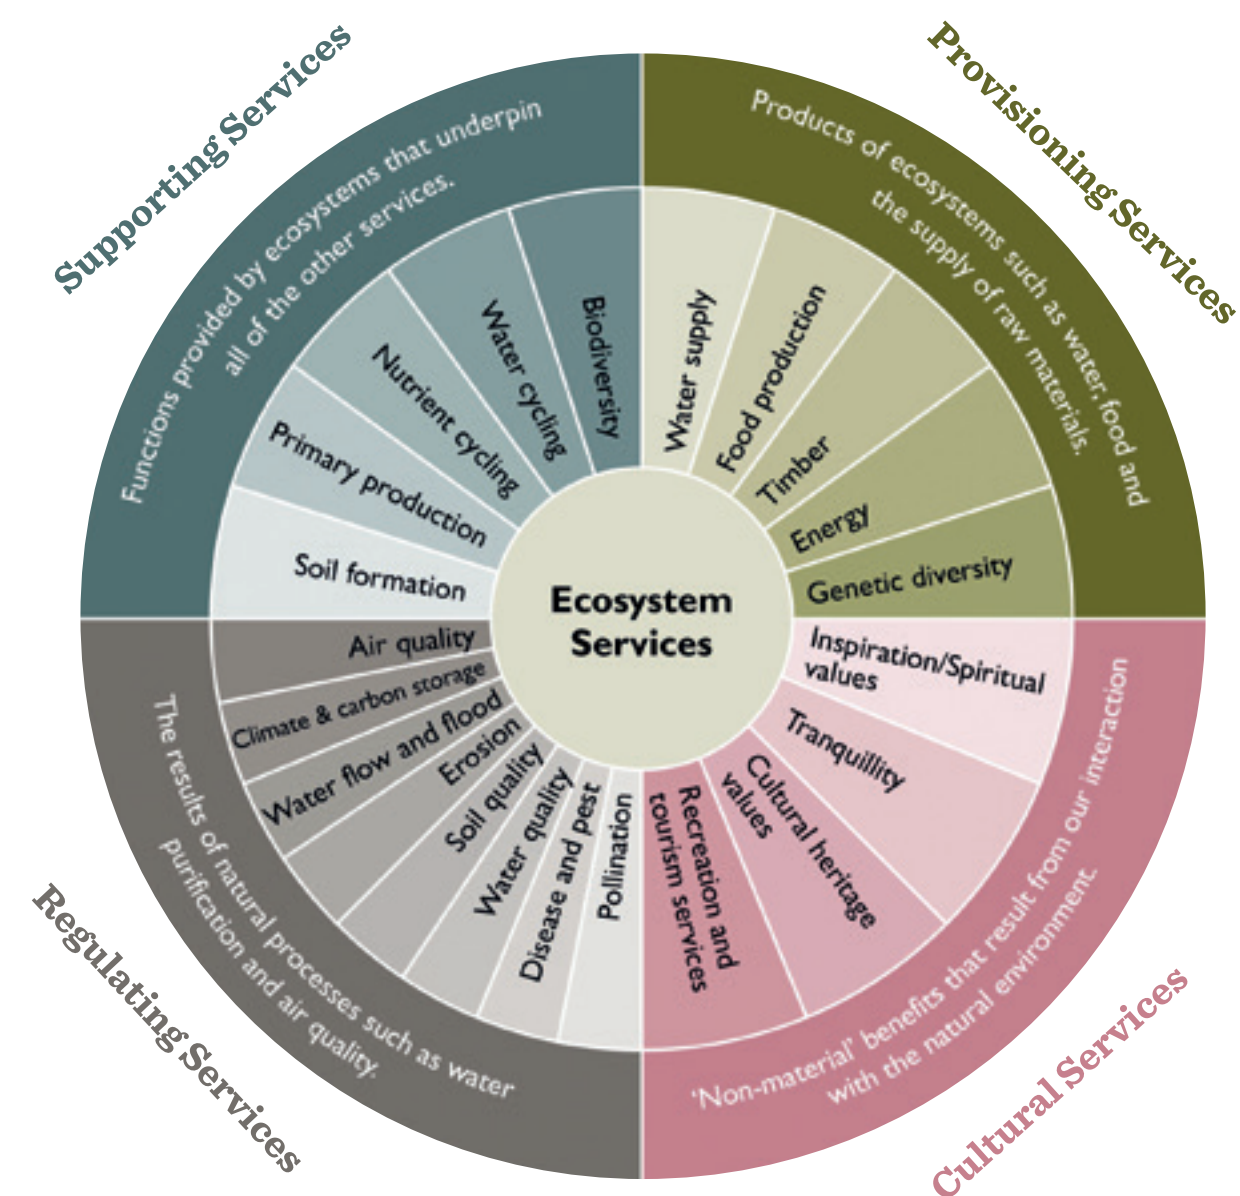 Supporting Services
Functions provided by ecosystems that underpin
all of the other services.
Biodiversity
Water cycling
Nutrient cycling
Primary production
Soil formation
Provisioning Services
Products of ecosystems such as water, food and
the supply of raw materials.
Water supply
Food production
Timber
Energy
Genetic diversity
Ecosystem
Services
Regulating Services
The results of natural processes such as water
purification and air quality.
Air quality
Climate & carbon storage
Water flow and flood
Erosion
Soil quality
Water quality
Disease and pest
Pollination
Cultural Services
'Non-material' benefits that result from our interaction
with the natural environment.
Inspiration/Spiritual
values
Tranquillity
Cultural heritage
values
Recreation and
tourism services